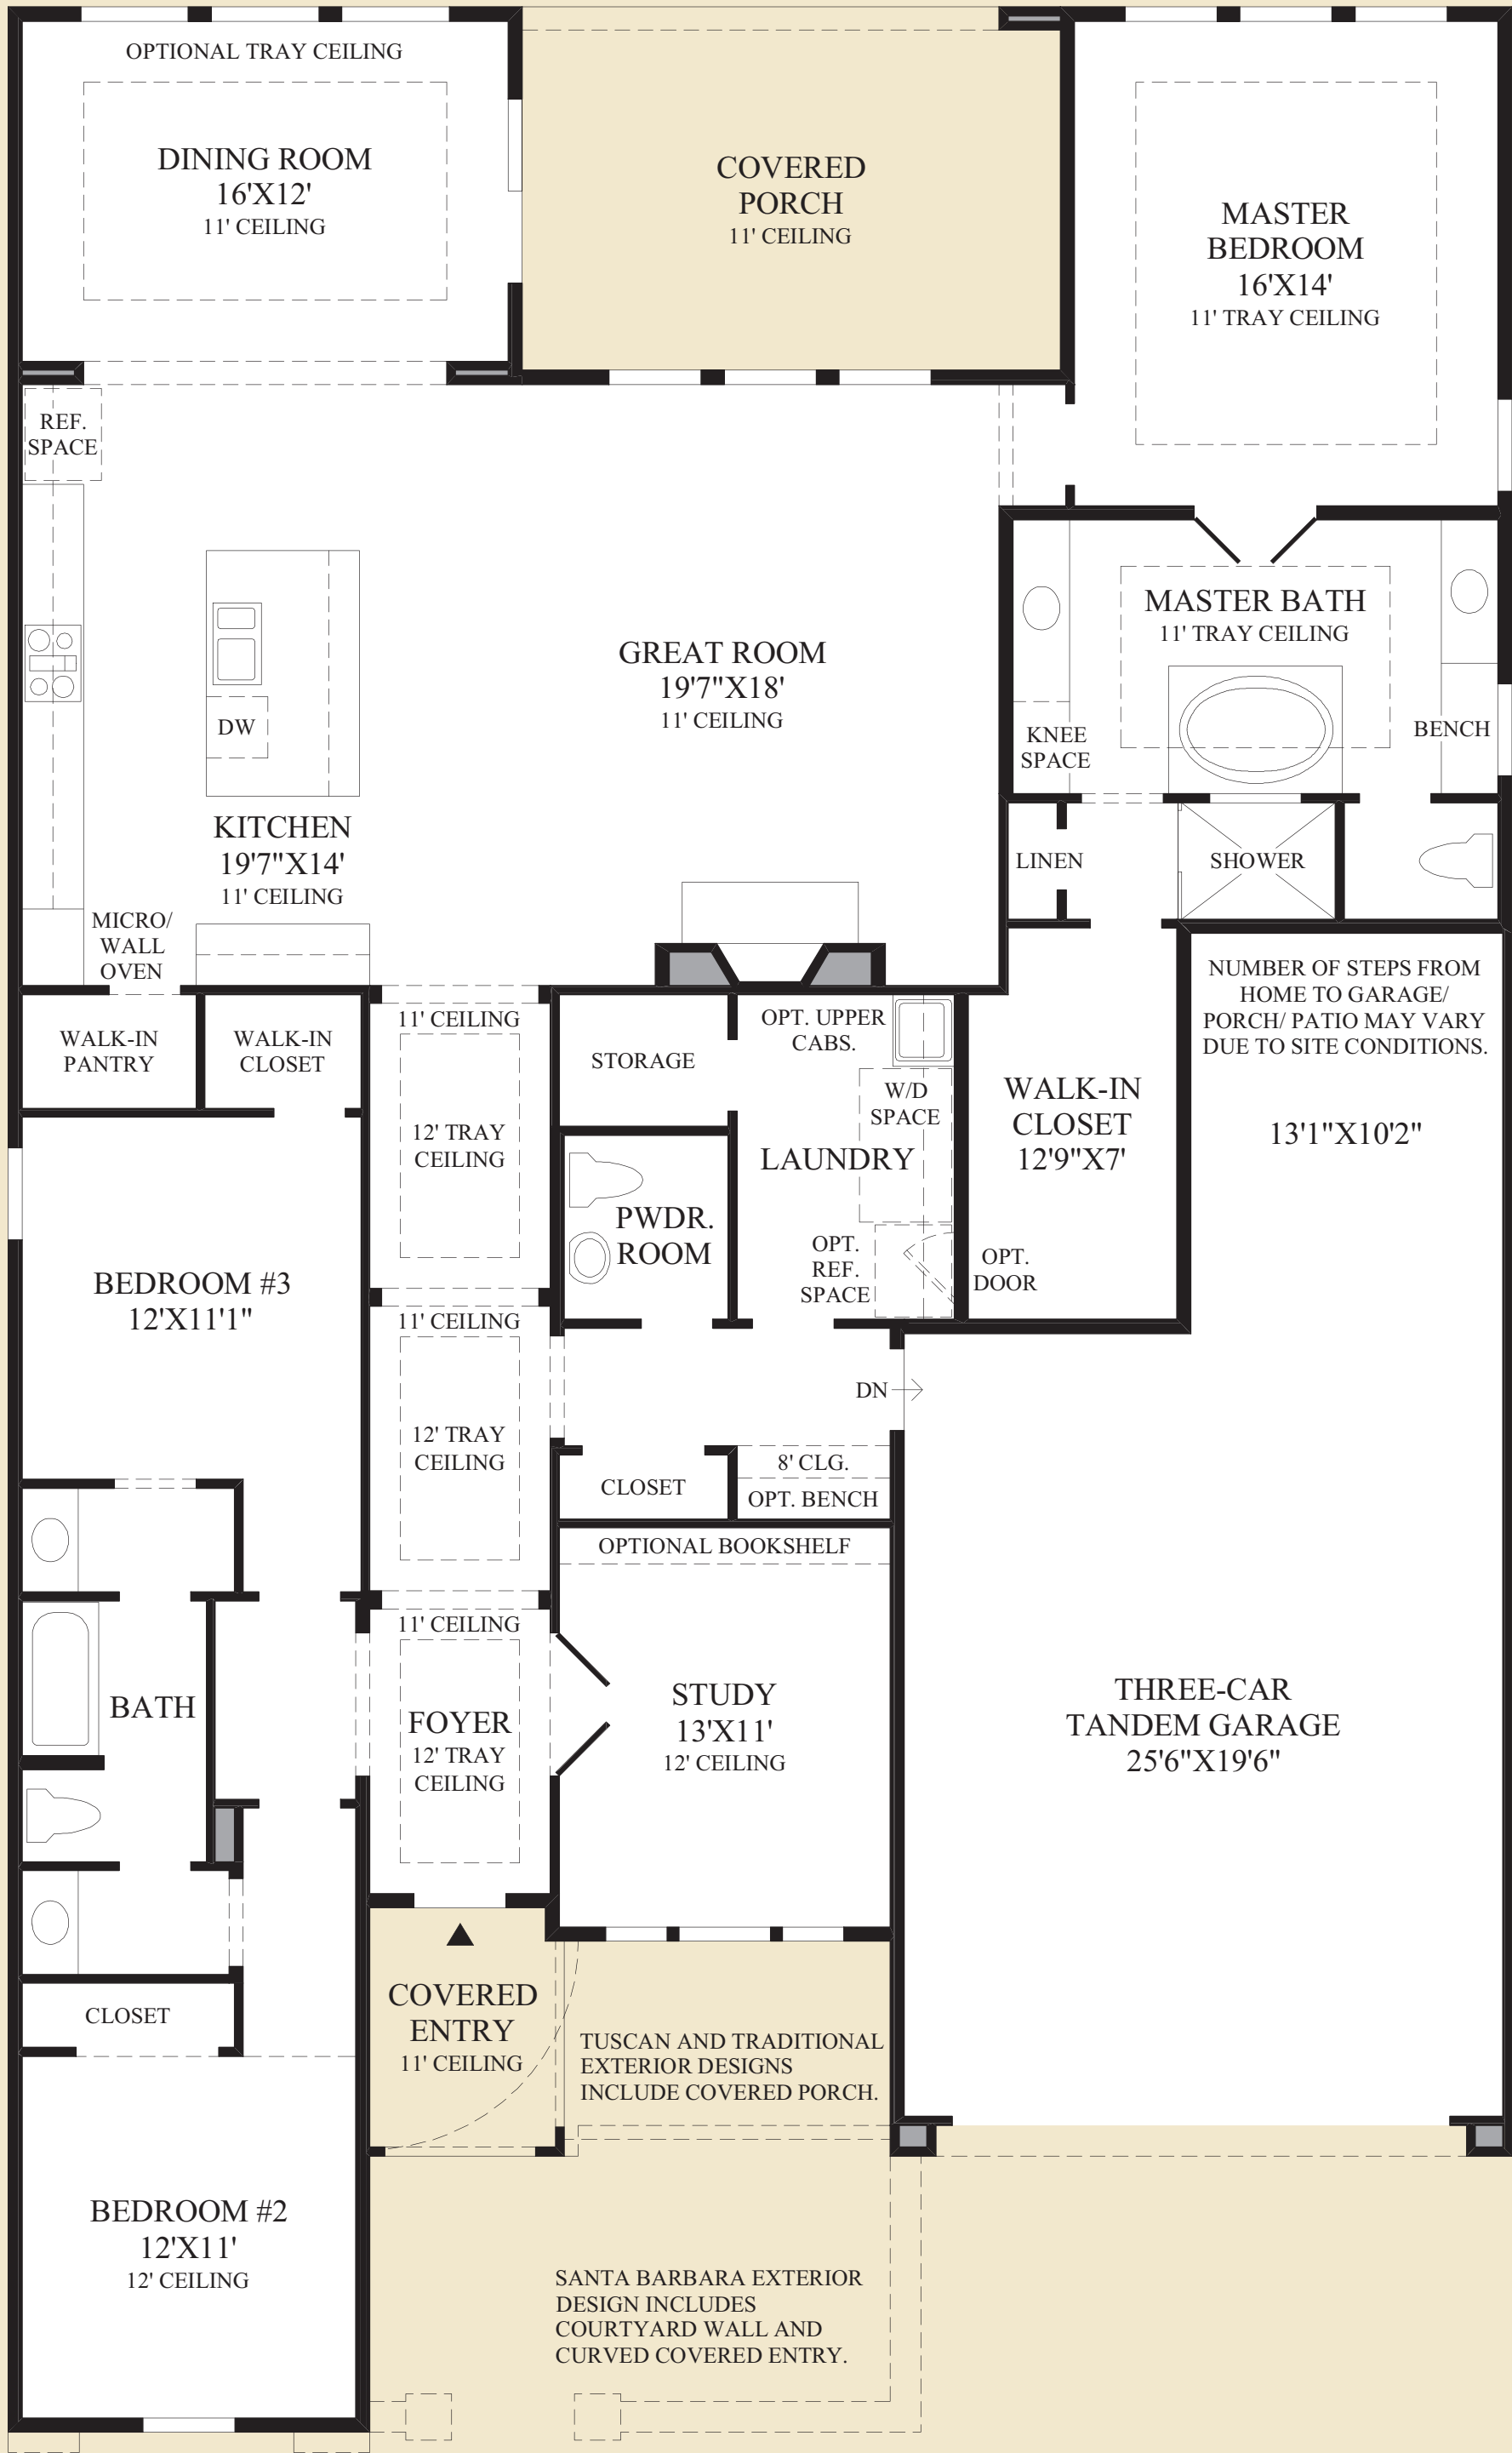 OPTIONAL TRAY CEILING
DINING ROOM
16'X12'
11' CEILING
COVERED
PORCH
11' CEILING
MASTER
BEDROOM
16'X14'
11' TRAY CEILING
REF.
SPACE
DW
KITCHEN
19'7"X14'
11' CEILING
MICRO/
WALL
OVEN
GREAT ROOM
19'7"X18'
11' CEILING
MASTER BATH
11' TRAY CEILING
KNEE
SPACE
BENCH
LINEN
SHOWER
WALK-IN
PANTRY
WALK-IN
CLOSET
11' CEILING
12' TRAY
CEILING
STORAGE
OPT. UPPER
CABS.
W/D
SPACE
LAUNDRY
PWDR.
ROOM
OPT.
REF.
SPACE
WALK-IN
CLOSET
12'9"X7'
OPT.
DOOR
NUMBER OF STEPS FROM
HOME TO GARAGE/
PORCH/ PATIO MAY VARY
DUE TO SITE CONDITIONS.
13'1"X10'2"
BEDROOM #3
12'X11'1"
11' CEILING
12' TRAY
CEILING
DN
CLOSET
8' CLG.
OPT. BENCH
OPTIONAL BOOKSHELF
11' CEILING
BATH
FOYER
12' TRAY
CEILING
STUDY
13'X11'
12' CEILING
THREE-CAR
TANDEM GARAGE
25'6"X19'6"
CLOSET
COVERED
ENTRY
11' CEILING
TUSCAN AND TRADITIONAL
EXTERIOR DESIGNS
INCLUDE COVERED PORCH.
BEDROOM #2
12'X11'
12' CEILING
SANTA BARBARA EXTERIOR
DESIGN INCLUDES
COURTYARD WALL AND
CURVED COVERED ENTRY.